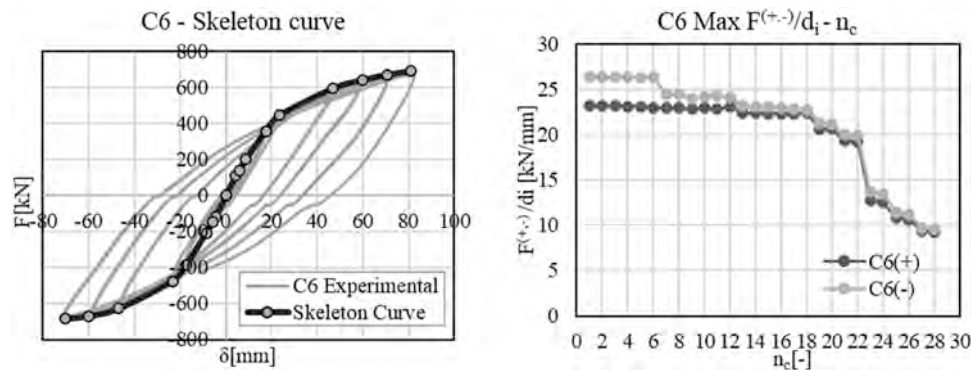 C6 - Skeleton curve
800
600
400
200
0
-200
-400
-600
-800
-80 -60 -40 -20 0 20 40 60 80 100
F[kN]
δ[mm]
C6 Experimental
Skeleton Curve
C6 Max F(+,-)/di - nc
30
25
20
15
10
5
0
0 2 4 6 8 10 12 14 16 18 20 22 24 26 28 30
F(+,-)/di [kN/mm]
nc[-]
C6(+)
C6(-)